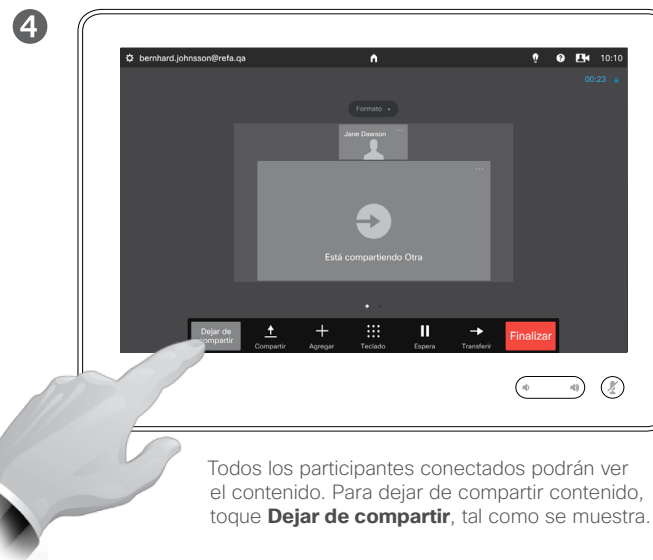 4
bernhard.johnsson@refa.qa
10:10
00:23
Formato
Jane Dawson
Está compartiendo Otra
Dejar de
compartir
Compartir
Agregar
Teclado
Espera
Transferir
Finalizar
Todos los participantes conectados podrán ver
el contenido. Para dejar de compartir contenido,
toque Dejar de compartir, tal como se muestra.